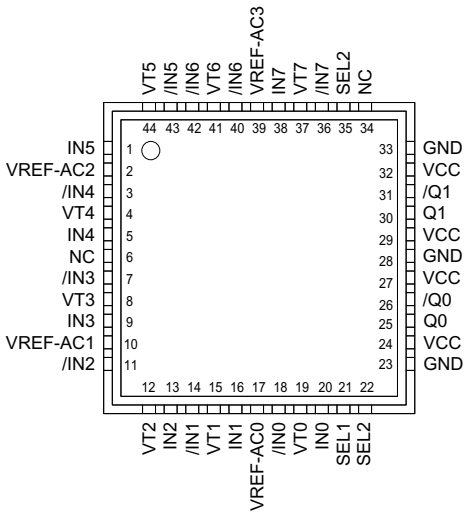 VT5
/IN5
/IN6
VT6
/IN6
VREF-AC3
IN7
VT7
/IN7
SEL2
NC
44 43 42 41 40 39 38 37 36 35 34
IN5 1
VREF-AC2 2
/IN4 3
VT4 4
IN4 5
NC 6
/IN3 7
VT3 8
IN3 9
VREF-AC1 10
/IN2 11
33 GND
32 VCC
31 /Q1
30 Q1
29 VCC
28 GND
27 VCC
26 /Q0
25 Q0
24 VCC
23 GND
12 13 14 15 16 17 18 19 20 21 22
VT2
IN2
/IN1
VT1
IN1
VREF-AC0
/IN0
VT0
IN0
SEL1
SEL2